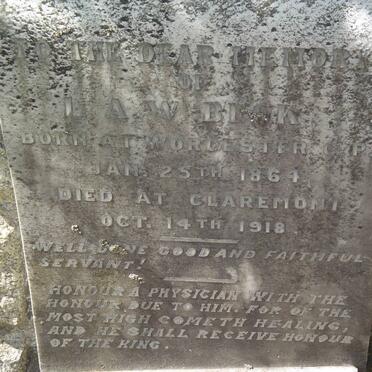 TO THE DEAR MEMORY
OF
A. W. BECK
BORN AT WORCESTER C.P.
JAN. 25TH 1864
DIED AT CLAREMONT
OCT. 14TH 1918
"WELL DONE GOOD AND FAITHFUL
SERVANT."
HONOUR A PHYSICIAN WITH THE
HONOUR DUE TO HIM. FOR OF THE
MOST HIGH COMETH HEALING,
AND HE SHALL RECEIVE HONOUR
OF THE KING.